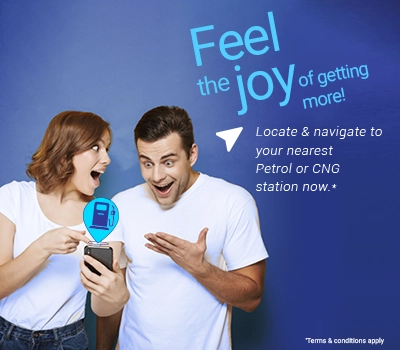 Feel
the joy of getting
more!
Locate & navigate to
your nearest
Petrol or CNG
station now.*
*Terms & conditions apply